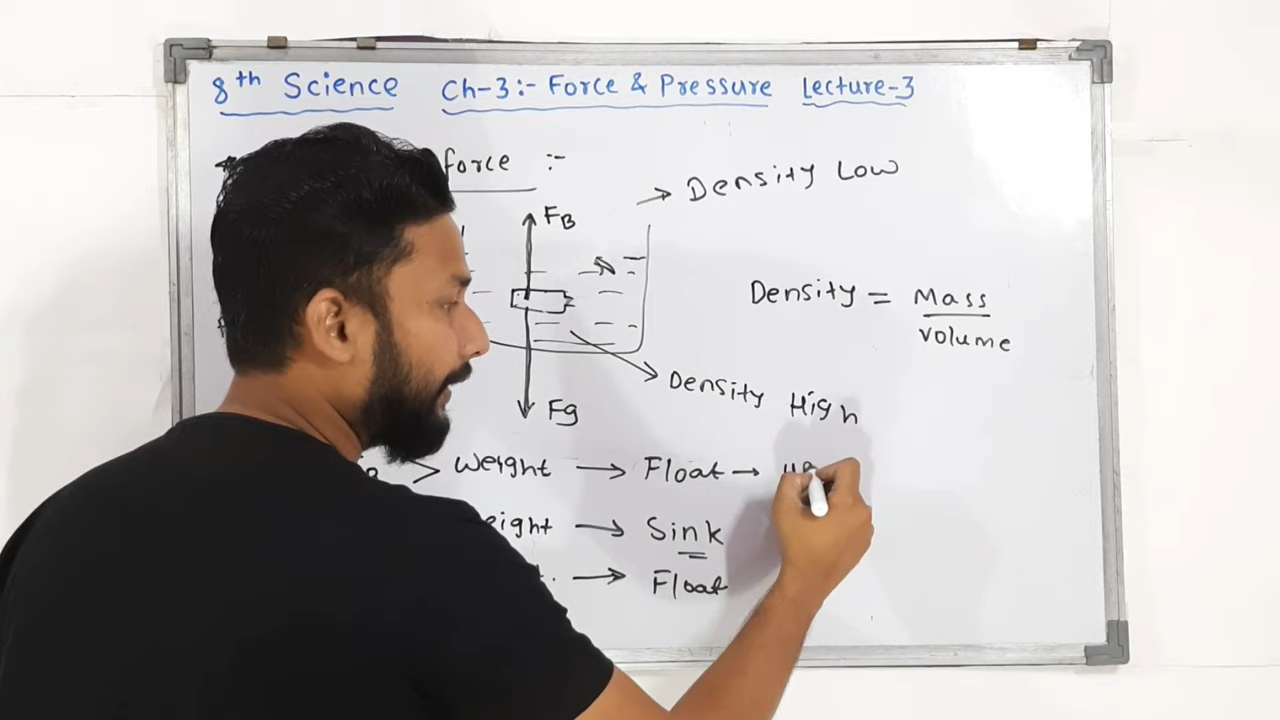 8th Science Ch-3:- Force & Pressure Lecture-3
force :-
→ Density Low
FB
Density = Mass
volume
Density High
Fg
> Weight → Float →
eight → Sink
→ Float